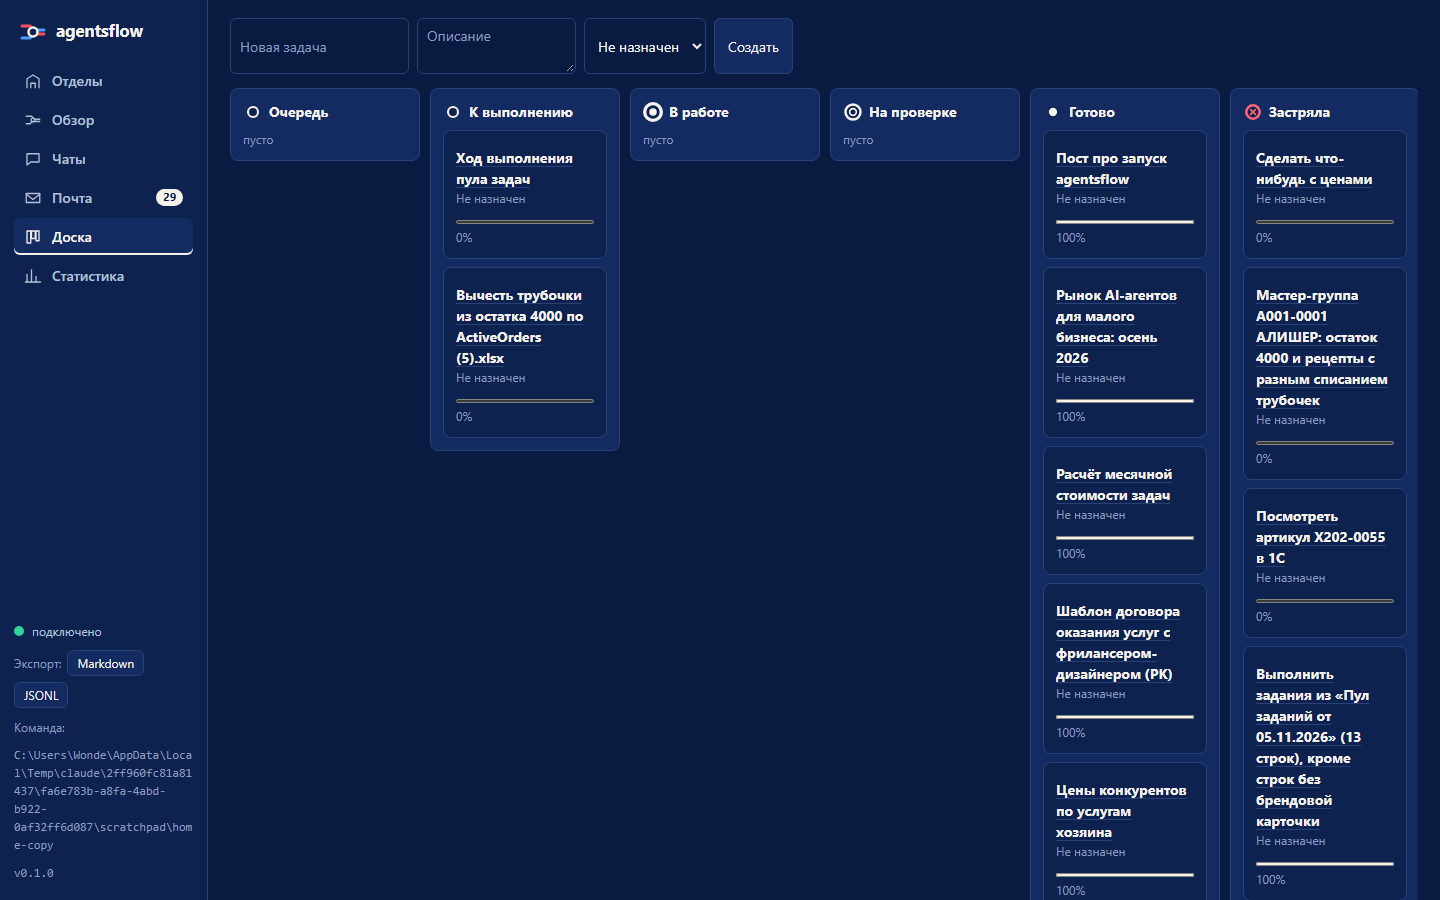 agentsflow
Отделы
Обзор
Чаты
Почта 29
Доска
Статистика
подключено
Экспорт: Markdown
JSONL
Команда:
C:\Users\Wonde\AppData\Loca
l\Temp\claude\2ff960fc81a81
437\fa6e783b-a8fa-4abd-
b922-
0af32ff6d087\scratchpad\hom
e-copy
v0.1.0
Новая задача
Описание
Не назначен
Создать
Очередь
пусто
К выполнению
Ход выполнения
пула задач
Не назначен
0%
Вычесть трубочки
из остатка 4000 по
ActiveOrders
(5).xlsx
Не назначен
0%
В работе
пусто
На проверке
пусто
Готово
Пост про запуск
agentsflow
Не назначен
100%
Рынок AI-агентов
для малого
бизнеса: осень
2026
Не назначен
100%
Расчёт месячной
стоимости задач
Не назначен
100%
Шаблон договора
оказания услуг с
фрилансером-
дизайнером (РК)
Не назначен
100%
Цены конкурентов
по услугам
хозяина
Не назначен
100%
Застряла
Сделать что-
нибудь с ценами
Не назначен
0%
Мастер-группа
A001-0001
АЛИШЕР: остаток
4000 и рецепты с
разным списанием
трубочек
Не назначен
0%
Посмотреть
артикул X202-0055
в 1С
Не назначен
0%
Выполнить
задания из «Пул
заданий от
05.11.2026» (13
строк), кроме
строк без
брендовой
карточки
Не назначен
100%